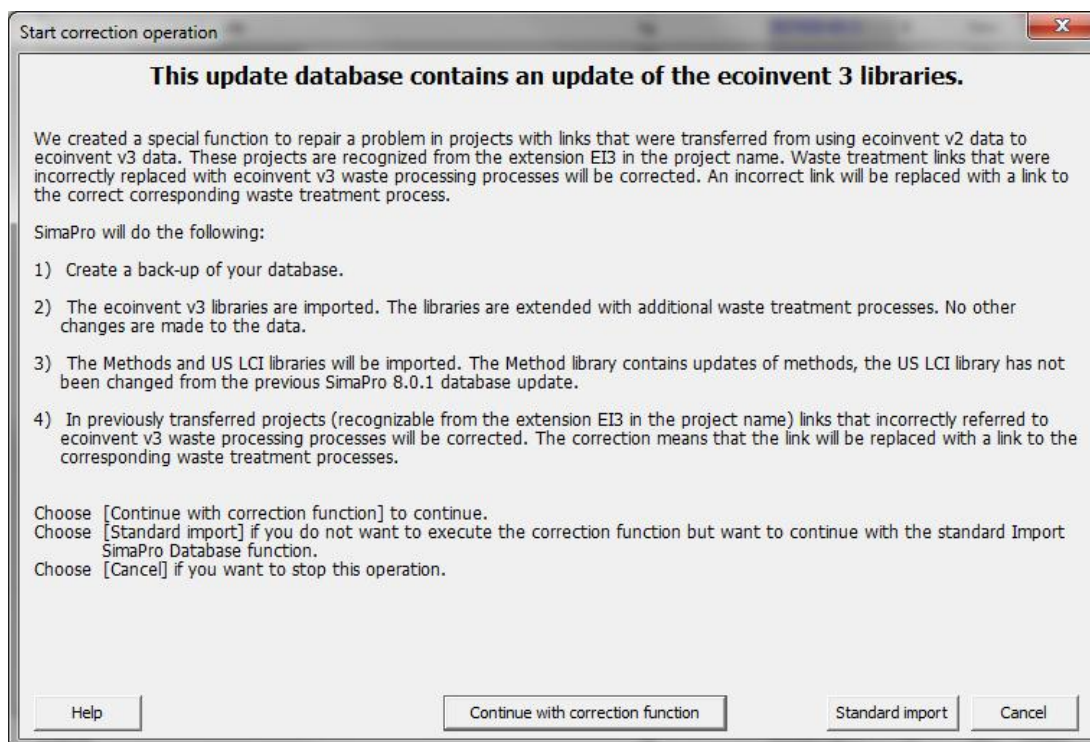 Start correction operation
This update database contains an update of the ecoinvent 3 libraries.
We created a special function to repair a problem in projects with links that were transferred from using ecoinvent v2 data to
ecoinvent v3 data. These projects are recognized from the extension EI3 in the project name. Waste treatment links that were
incorrectly replaced with ecoinvent v3 waste processing processes will be corrected. An incorrect link will be replaced with a link to
the correct corresponding waste treatment process.
SimaPro will do the following:
1) Create a back-up of your database.
2) The ecoinvent v3 libraries are imported. The libraries are extended with additional waste treatment processes. No other
changes are made to the data.
3) The Methods and US LCI libraries will be imported. The Method library contains updates of methods, the US LCI library has not
been changed from the previous SimaPro 8.0.1 database update.
4) In previously transferred projects (recognizable from the extension EI3 in the project name) links that incorrectly referred to
ecoinvent v3 waste processing processes will be corrected. The correction means that the link will be replaced with a link to the
corresponding waste treatment processes.
Choose [Continue with correction function] to continue.
Choose [Standard import] if you do not want to execute the correction function but want to continue with the standard Import
SimaPro Database function.
Choose [Cancel] if you want to stop this operation.
Help
Continue with correction function
Standard import
Cancel